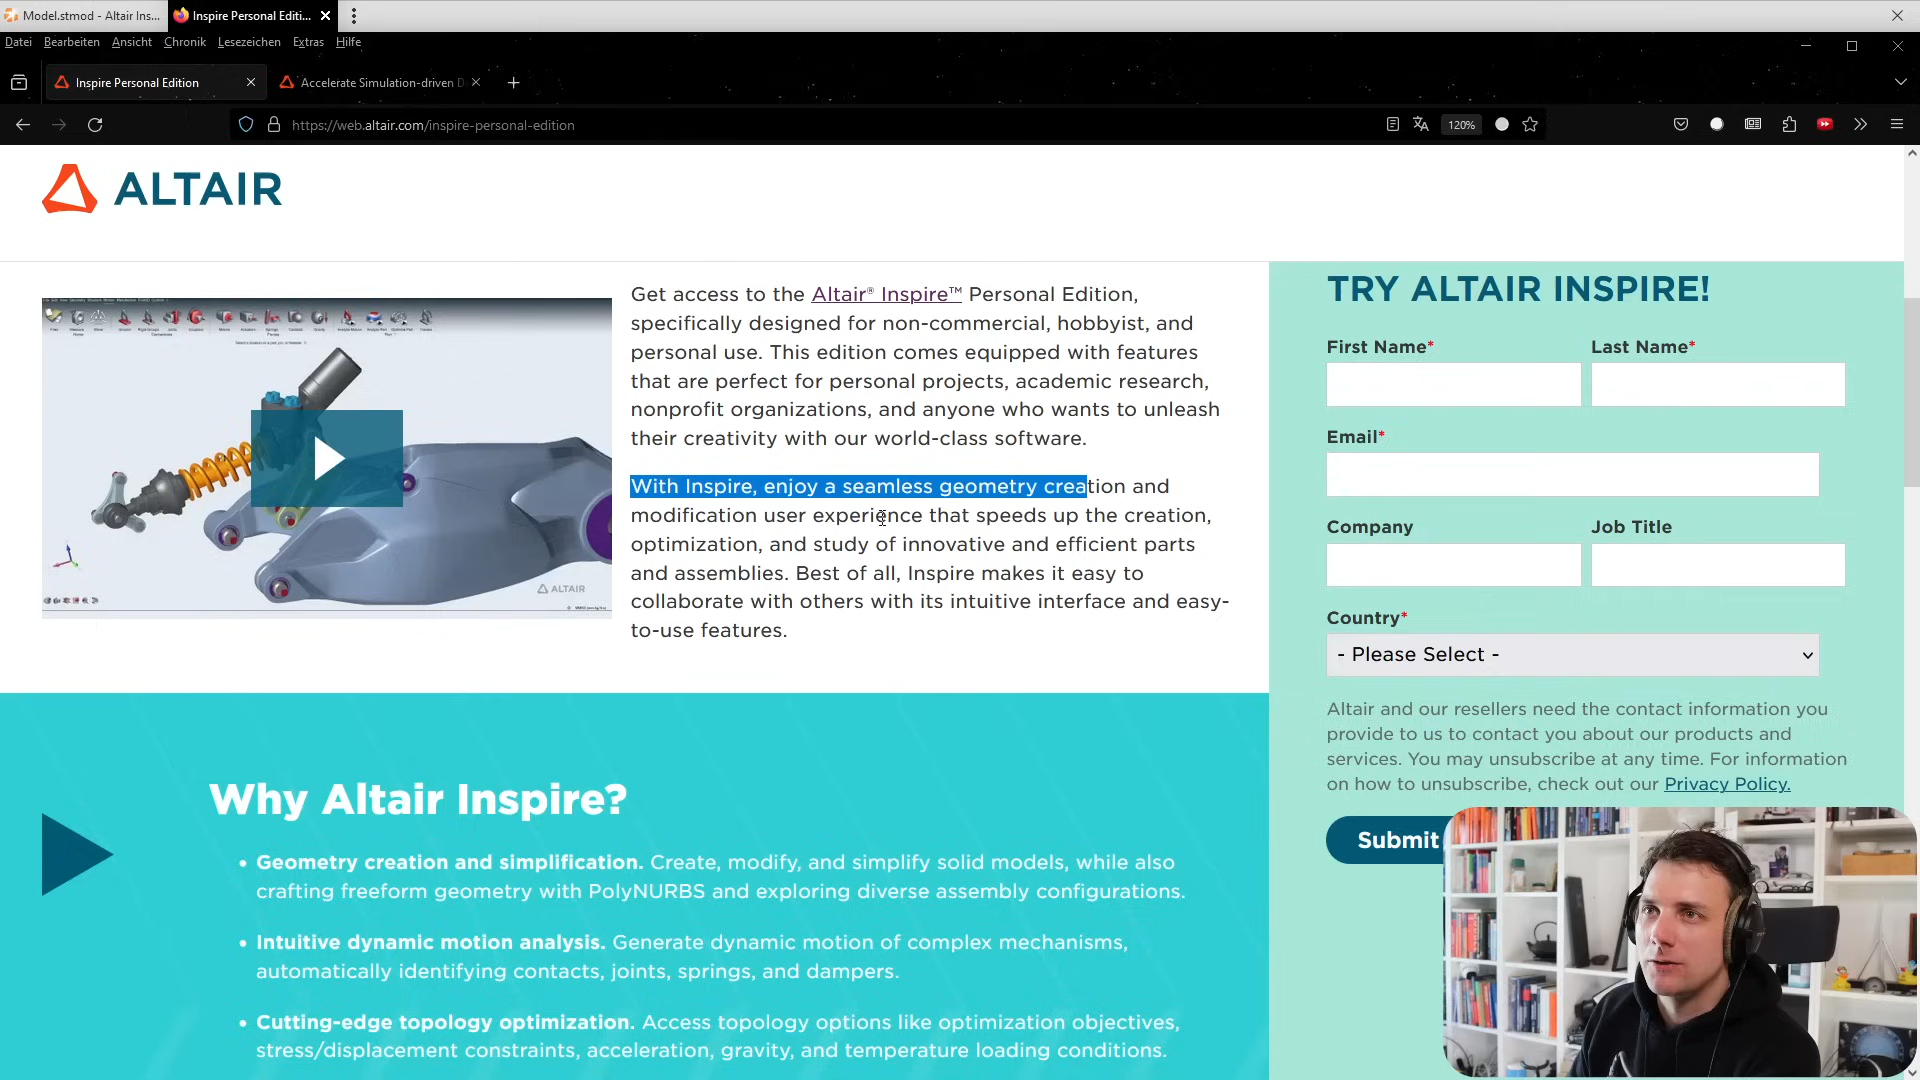 Model.stmod - Altair Ins...
Inspire Personal Editi...
Datei Bearbeiten Ansicht Chronik Lesezeichen Extras Hilfe
Inspire Personal Edition
Accelerate Simulation-driven D
https://web.altair.com/inspire-personal-edition
120%
ALTAIR
Get access to the Altair® Inspire™ Personal Edition,
specifically designed for non-commercial, hobbyist, and
personal use. This edition comes equipped with features
that are perfect for personal projects, academic research,
nonprofit organizations, and anyone who wants to unleash
their creativity with our world-class software.
With Inspire, enjoy a seamless geometry creation and
modification user experience that speeds up the creation,
optimization, and study of innovative and efficient parts
and assemblies. Best of all, Inspire makes it easy to
collaborate with others with its intuitive interface and easy-
to-use features.
ALTAIR
Why Altair Inspire?
• Geometry creation and simplification. Create, modify, and simplify solid models, while also
crafting freeform geometry with PolyNURBS and exploring diverse assembly configurations.
• Intuitive dynamic motion analysis. Generate dynamic motion of complex mechanisms,
automatically identifying contacts, joints, springs, and dampers.
• Cutting-edge topology optimization. Access topology options like optimization objectives,
stress/displacement constraints, acceleration, gravity, and temperature loading conditions.
TRY ALTAIR INSPIRE!
First Name* Last Name*
Email*
Company Job Title
Country*
- Please Select -
Altair and our resellers need the contact information you
provide to us to contact you about our products and
services. You may unsubscribe at any time. For information
on how to unsubscribe, check out our Privacy Policy.
Submit